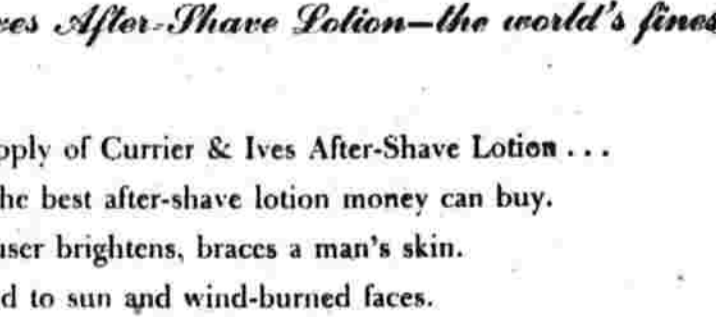 es After-Shave Lotion—the world's fines
pply of Currier & Ives After-Shave Lotion...
he best after-shave lotion money can buy.
user brightens, braces a man's skin.
d to sun and wind-burned faces.